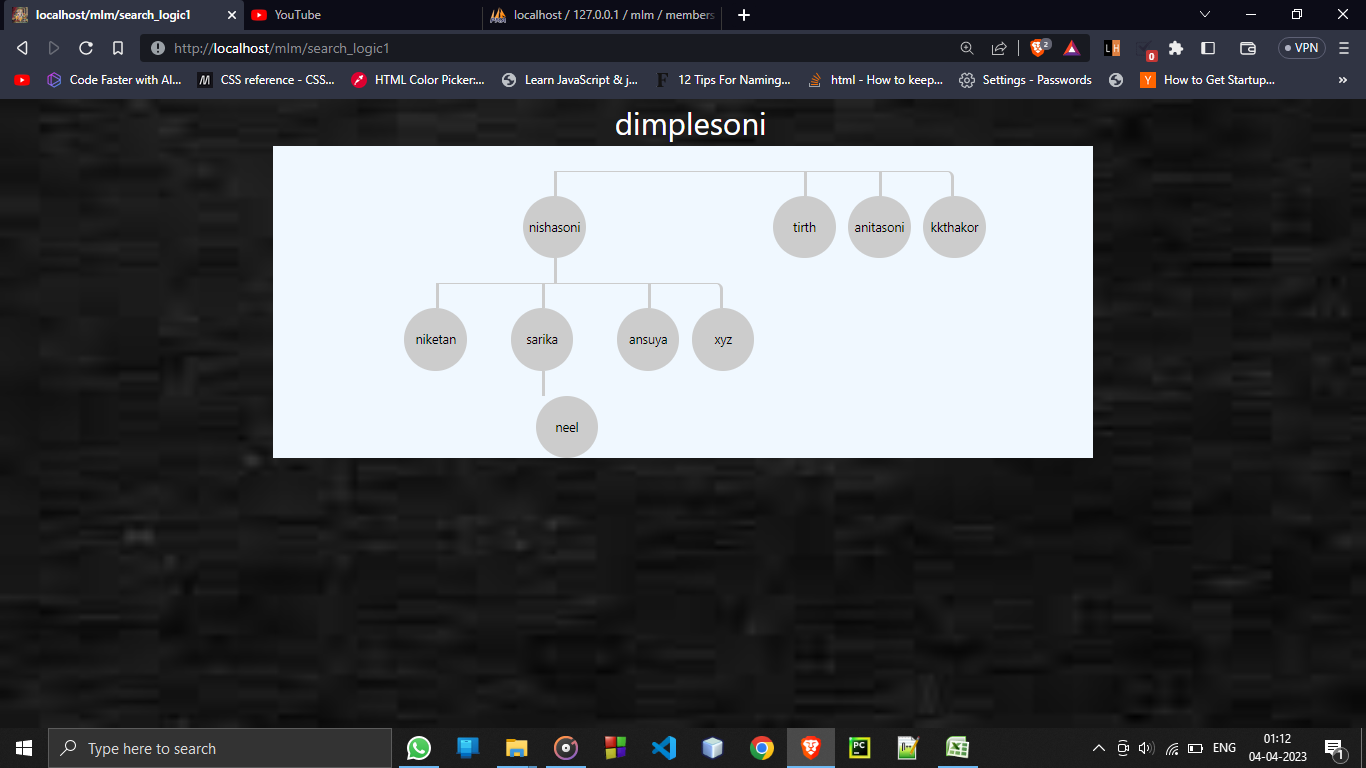 localhost/mlm/search_logic1
YouTube
localhost / 127.0.0.1 / mlm / members
http://localhost/mlm/search_logic1
2
L H
0
VPN
Code Faster with AI...
CSS reference - CSS...
HTML Color Picker:...
Learn JavaScript & j...
12 Tips For Naming...
html - How to keep...
Settings - Passwords
How to Get Startup...
dimplesoni
nishasoni
tirth
anitasoni
kkthakor
niketan
sarika
ansuya
xyz
neel
Type here to search
ENG
01:12
04-04-2023
1